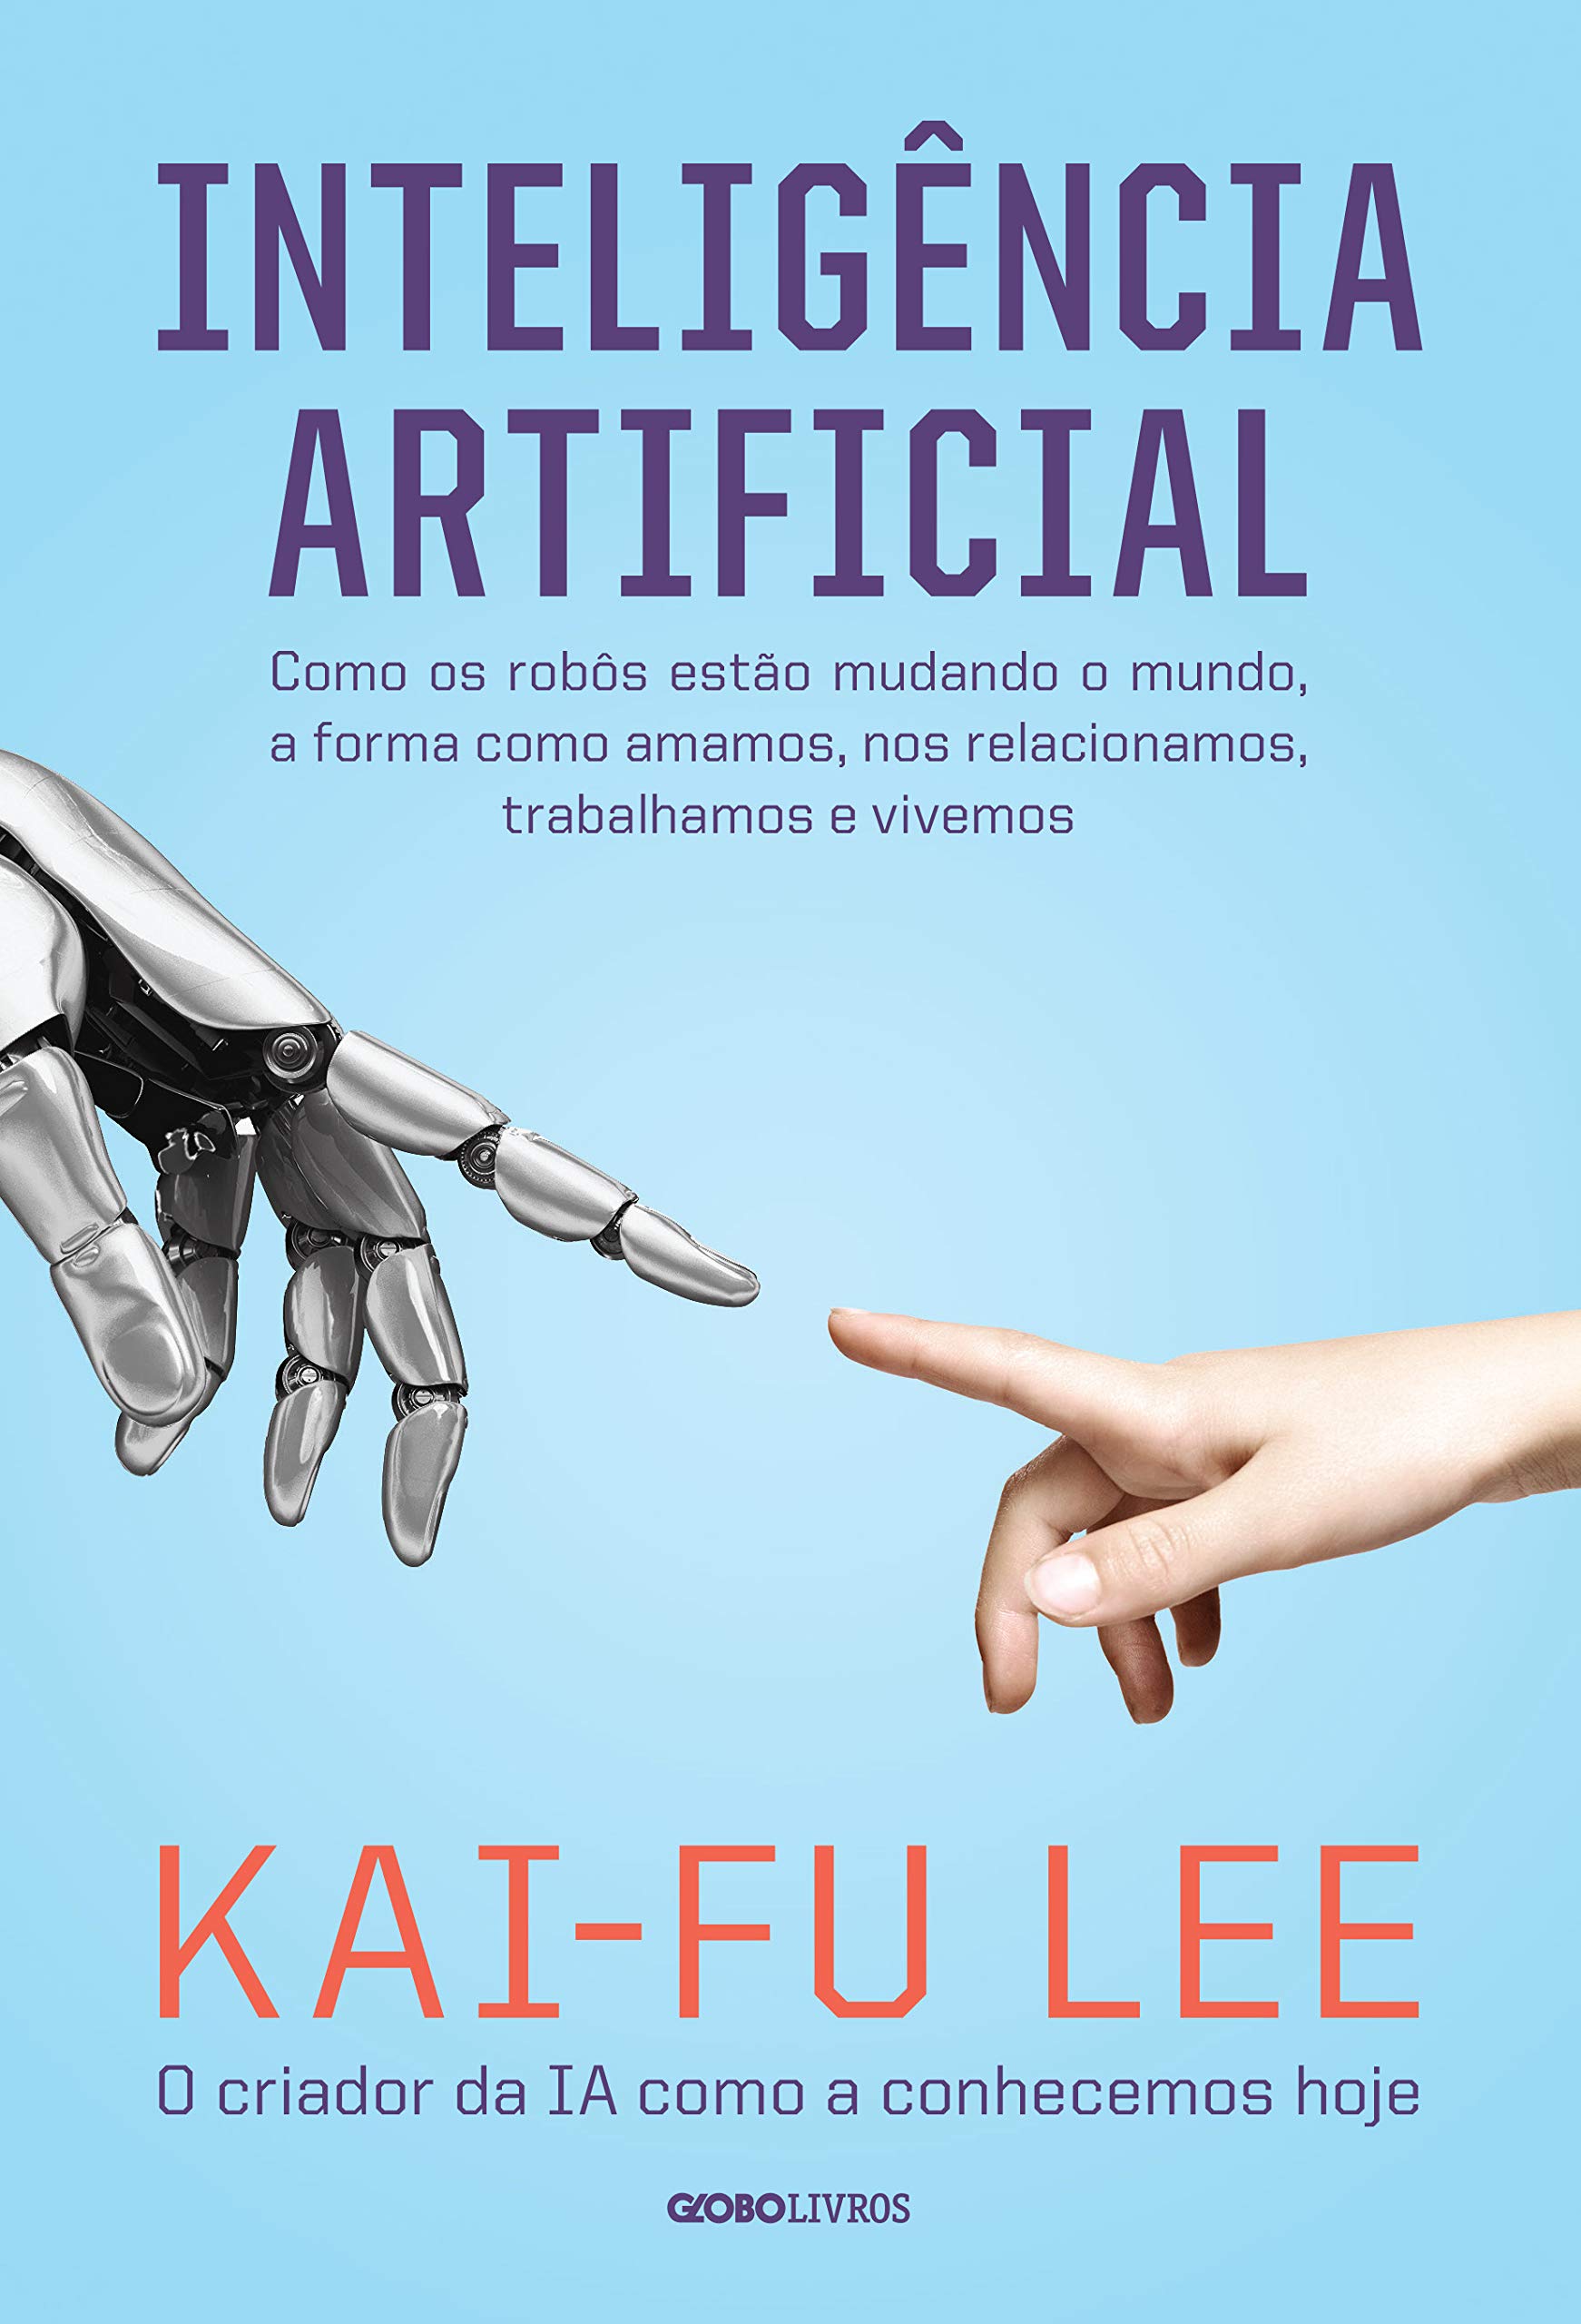 INTELIGÊNCIA
ARTIFICIAL
Como os robôs estão mudando o mundo,
a forma como amamos, nos relacionamos,
trabalhamos e vivemos
KAI-FU LEE
O criador da IA como a conhecemos hoje
GLOBOLIVROS